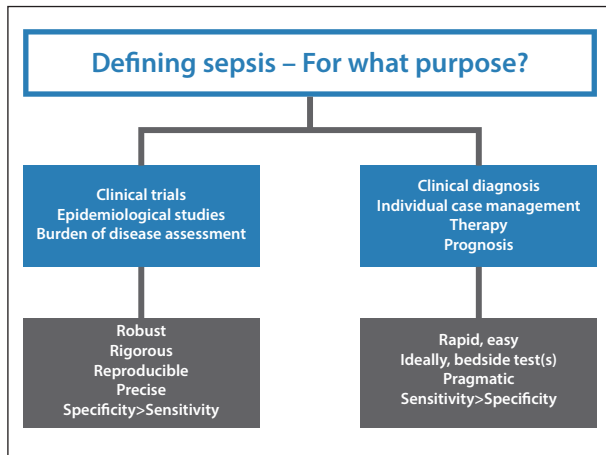 Defining sepsis – For what purpose?
Clinical trials
Epidemiological studies
Burden of disease assessment
Clinical diagnosis
Individual case management
Therapy
Prognosis
Robust
Rigorous
Reproducible
Precise
Specificity>Sensitivity
Rapid, easy
Ideally, bedside test(s)
Pragmatic
Sensitivity>Specificity